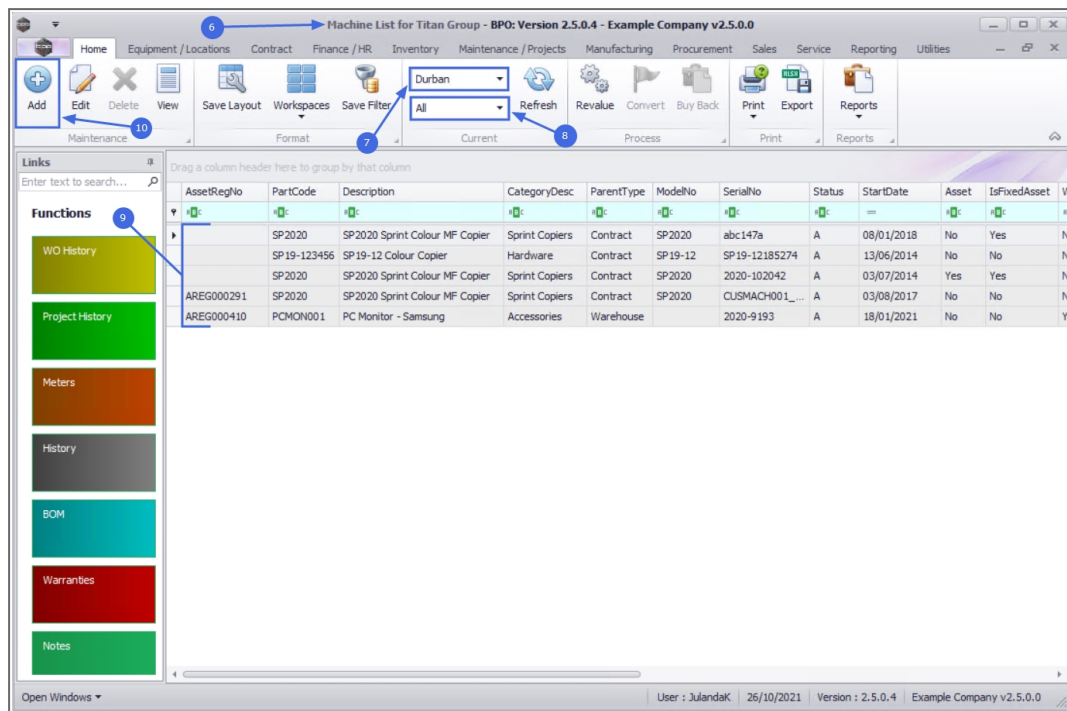 6
Machine List for Titan Group - BPO: Version 2.5.0.4 - Example Company v2.5.0.0
Home Equipment / Locations Contract Finance / HR Inventory Maintenance / Projects Manufacturing Procurement Sales Service Reporting Utilities
Durban
All
Add Edit Delete View Save Layout Workspaces Save Filter Refresh Revalue Convert Buy Back Print Export Reports
10 7 8
Maintenance Format Current Process Print Reports
Links
Drag a column header here to group by that column
Enter text to search...
AssetRegNo PartCode Description CategoryDesc ParentType ModelNo SerialNo Status StartDate Asset IsFixedAsset
Functions
9
SP2020 SP2020 Sprint Colour MF Copier Sprint Copiers Contract SP2020 abc147a A 08/01/2018 No Yes N
SP19-123456 SP19-12 Colour Copier Hardware Contract SP19-12 SP19-12185274 A 13/06/2014 No No N
SP2020 SP2020 Sprint Colour MF Copier Sprint Copiers Contract SP2020 2020-102042 A 03/07/2014 Yes Yes N
AREG000291 SP2020 SP2020 Sprint Colour MF Copier Sprint Copiers Contract SP2020 CUSMACH001_... A 03/08/2017 No No N
AREG000410 PCMON001 PC Monitor - Samsung Accessories Warehouse 2020-9193 A 18/01/2021 No No Y
WO History
Project History
Meters
History
BOM
Warranties
Notes
Open Windows User : JulandaK 26/10/2021 Version : 2.5.0.4 Example Company v2.5.0.0